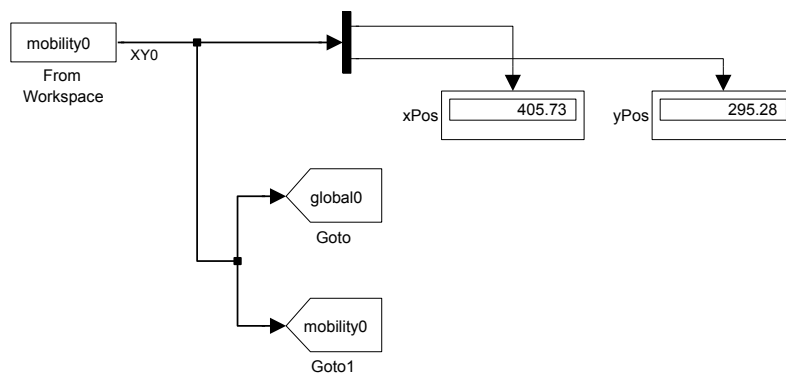 mobility0
XY0
From
Workspace
xPos
405.73
yPos
295.28
global0
Goto
mobility0
Goto1